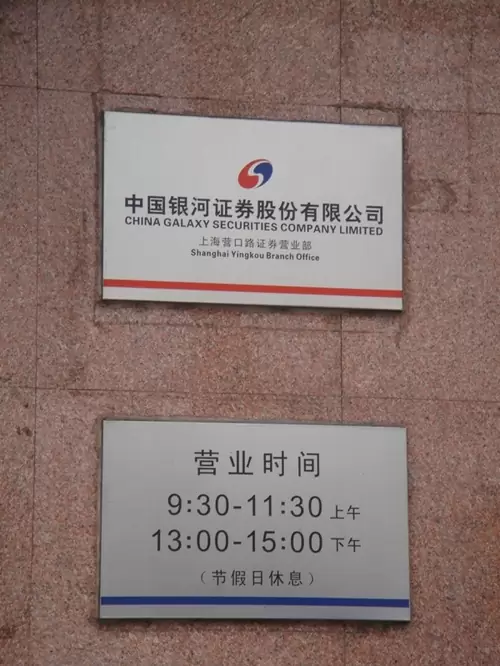 中国银河证券股份有限公司
CHINA GALAXY SECURITIES COMPANY LIMITED
上海营口路证券营业部
Shanghai Yingkou Branch Office
营业时间
9:30-11:30 上午
13:00-15:00 下午
（节假日休息）